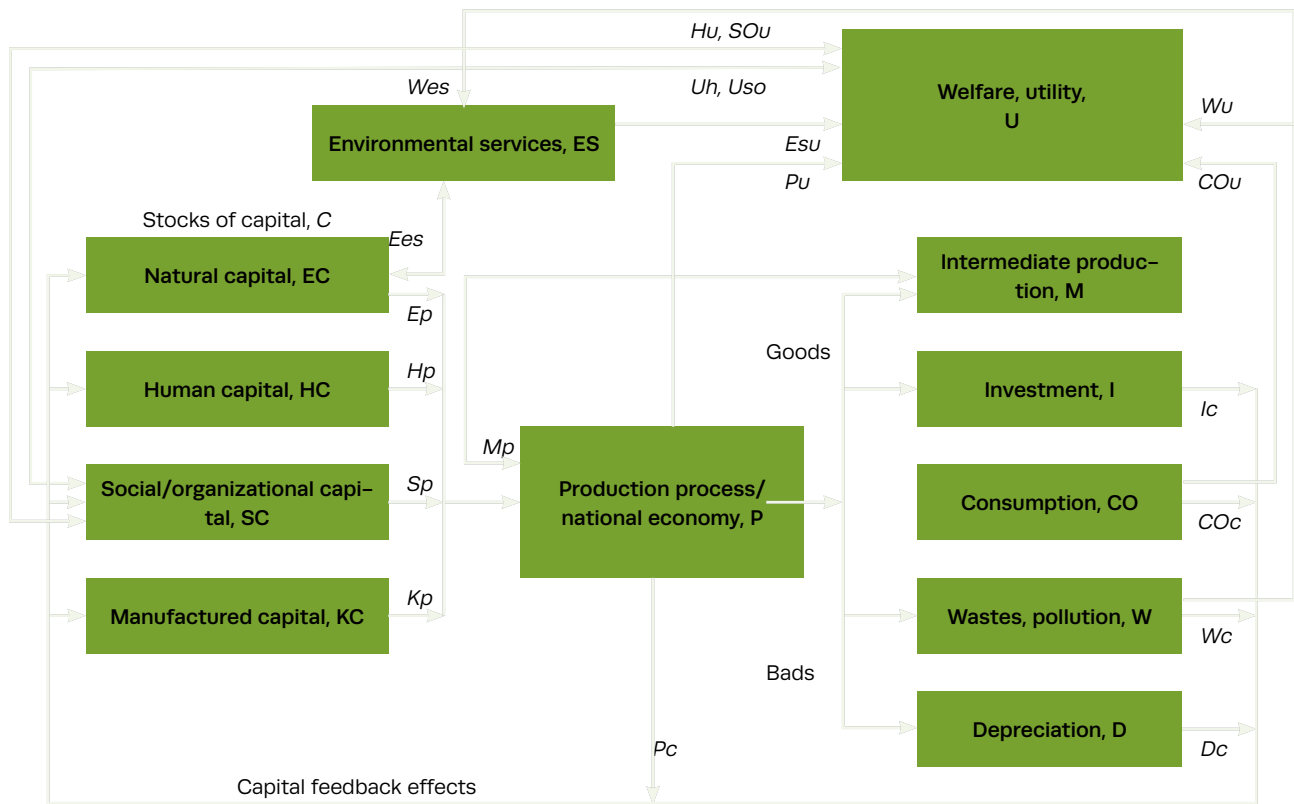 Hu, SOu
Wes
Uh, Uso
Welfare, utility,
U
Wu
Environmental services, ES
Esu
Pu
COu
Stocks of capital, C
Ees
Natural capital, EC
Ep
Intermediate produc–
tion, M
Goods
Human capital, HC
Hp
Investment, I
Ic
Mp
Social/organizational capi–
tal, SC
Sp
Production process/
national economy, P
Consumption, CO
COc
Manufactured capital, KC
Kp
Wastes, pollution, W
Wc
Bads
Depreciation, D
Dc
Pc
Capital feedback effects